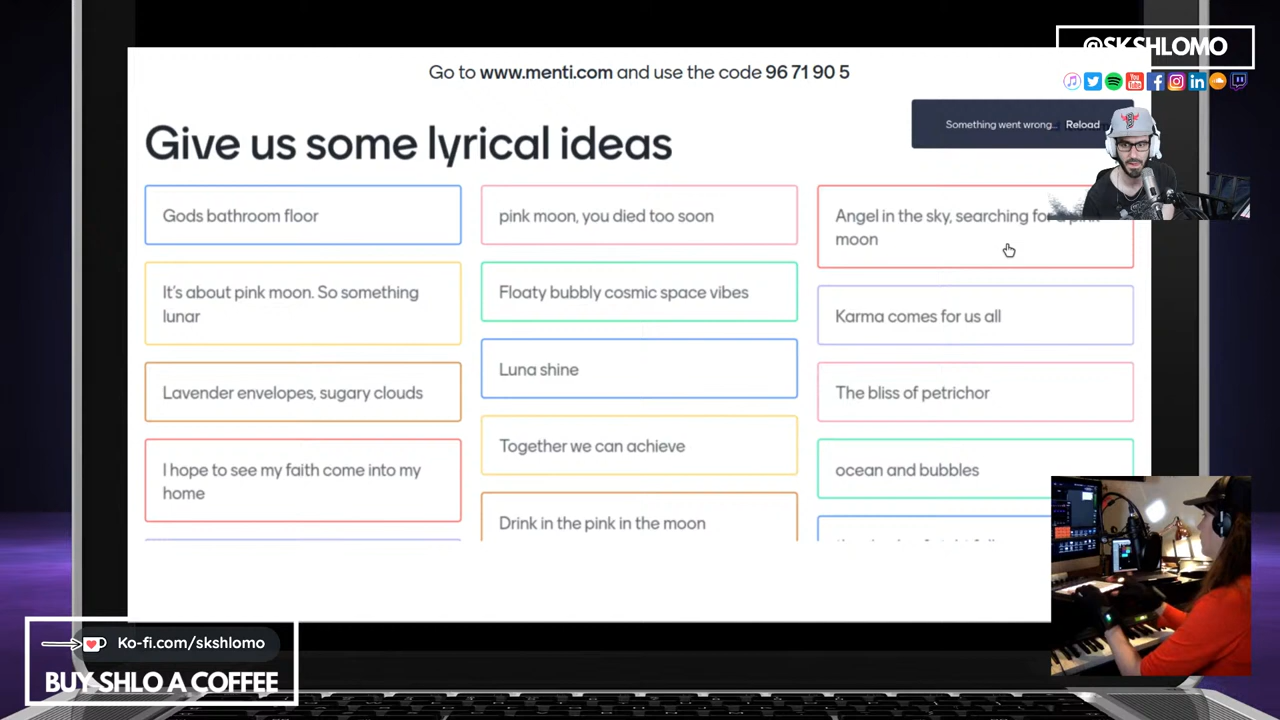 @SKSHLOMO
Go to www.menti.com and use the code 96 71 90 5
Something went wrong... Reload
Give us some lyrical ideas
Gods bathroom floor
It's about pink moon. So something
lunar
Lavender envelopes, sugary clouds
I hope to see my faith come into my
home
pink moon, you died too soon
Floaty bubbly cosmic space vibes
Luna shine
Together we can achieve
Drink in the pink in the moon
Angel in the sky, searching for a pink
moon
Karma comes for us all
The bliss of petrichor
ocean and bubbles
Ko-fi.com/skshlomo
BUY SHLO A COFFEE